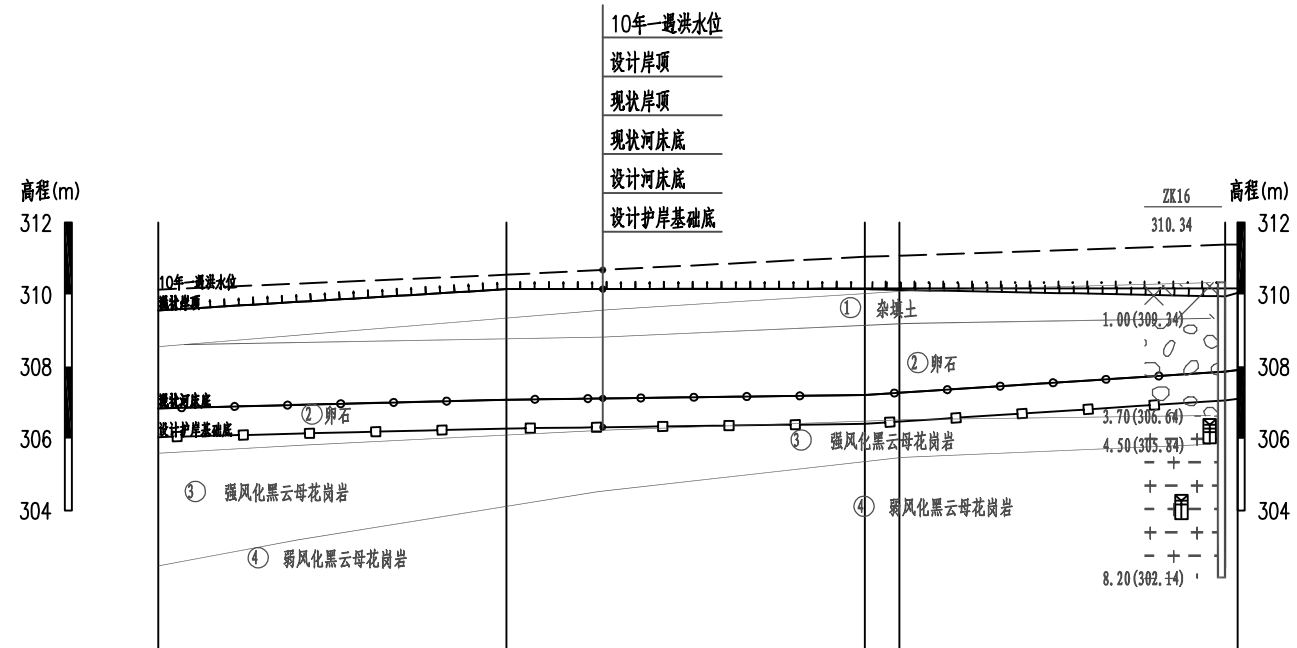 10年一遇洪水位
设计岸顶
现状岸顶
现状河床底
设计河床底
设计护岸基础底
高程(m)
312
310
308
306
304
ZK16
310.34
高程(m)
312
310
308
306
304
10年一遇洪水位
现状岸顶
① 杂填土
1.00(309.34)
② 卵石
现状河床底
② 卵石
设计护岸基础底
3.70(306.64)
③ 强风化黑云母花岗岩
4.50(305.84)
③ 强风化黑云母花岗岩
④ 弱风化黑云母花岗岩
④ 弱风化黑云母花岗岩
8.20(302.14)